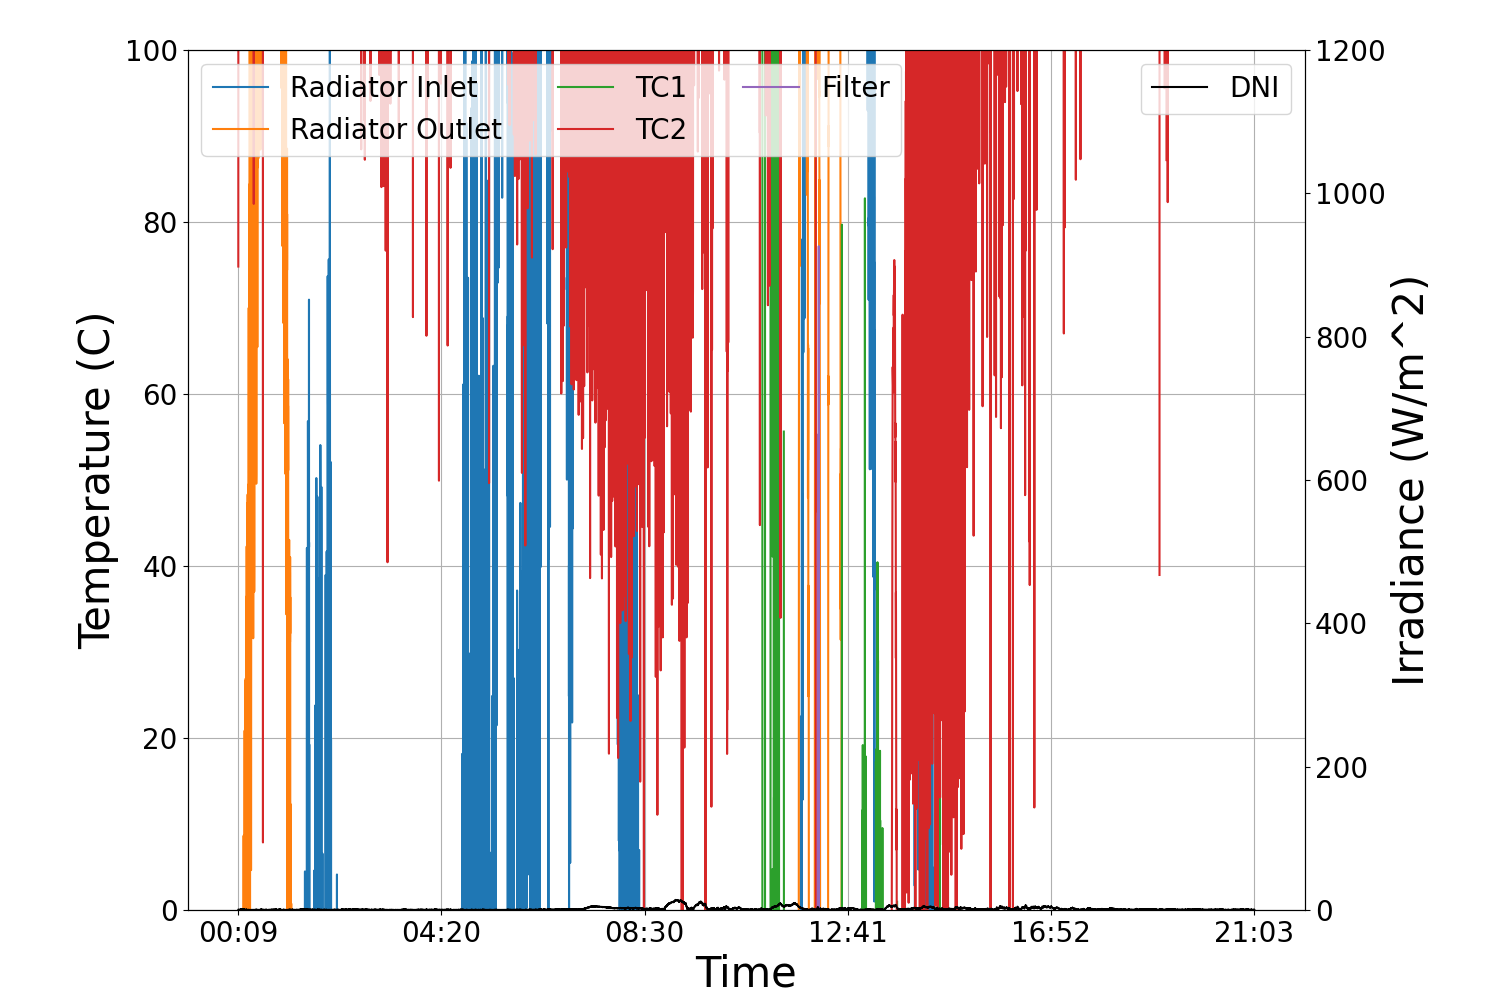 100
80
60
40
20
0
Temperature (C)
Radiator Inlet
Radiator Outlet
TC1
TC2
Filter
DNI
1200
1000
800
600
400
200
0
Irradiance (W/m^2)
00:09
04:20
08:30
12:41
16:52
21:03
Time